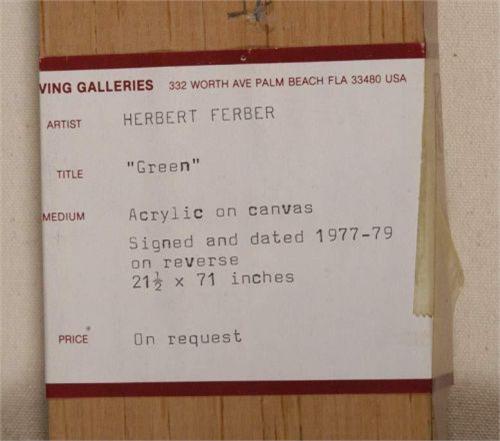 VING GALLERIES 332 WORTH AVE PALM BEACH FLA 33480 USA
ARTIST HERBERT FERBER
TITLE "Green"
MEDIUM Acrylic on canvas
Signed and dated 1977-79
on reverse
21½ x 71 inches
PRICE On request